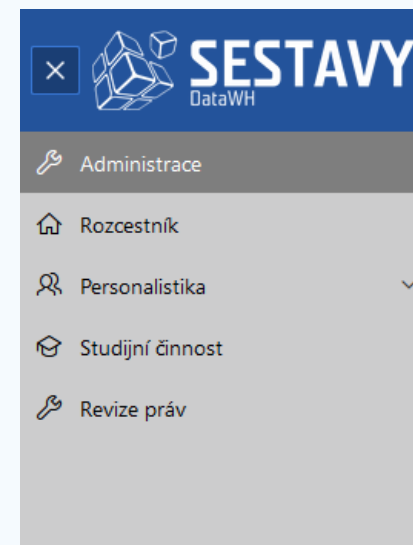 SESTAVY
DataWH
Administrace
Rozcestník
Personalistika
Studijní činnost
Revize práv